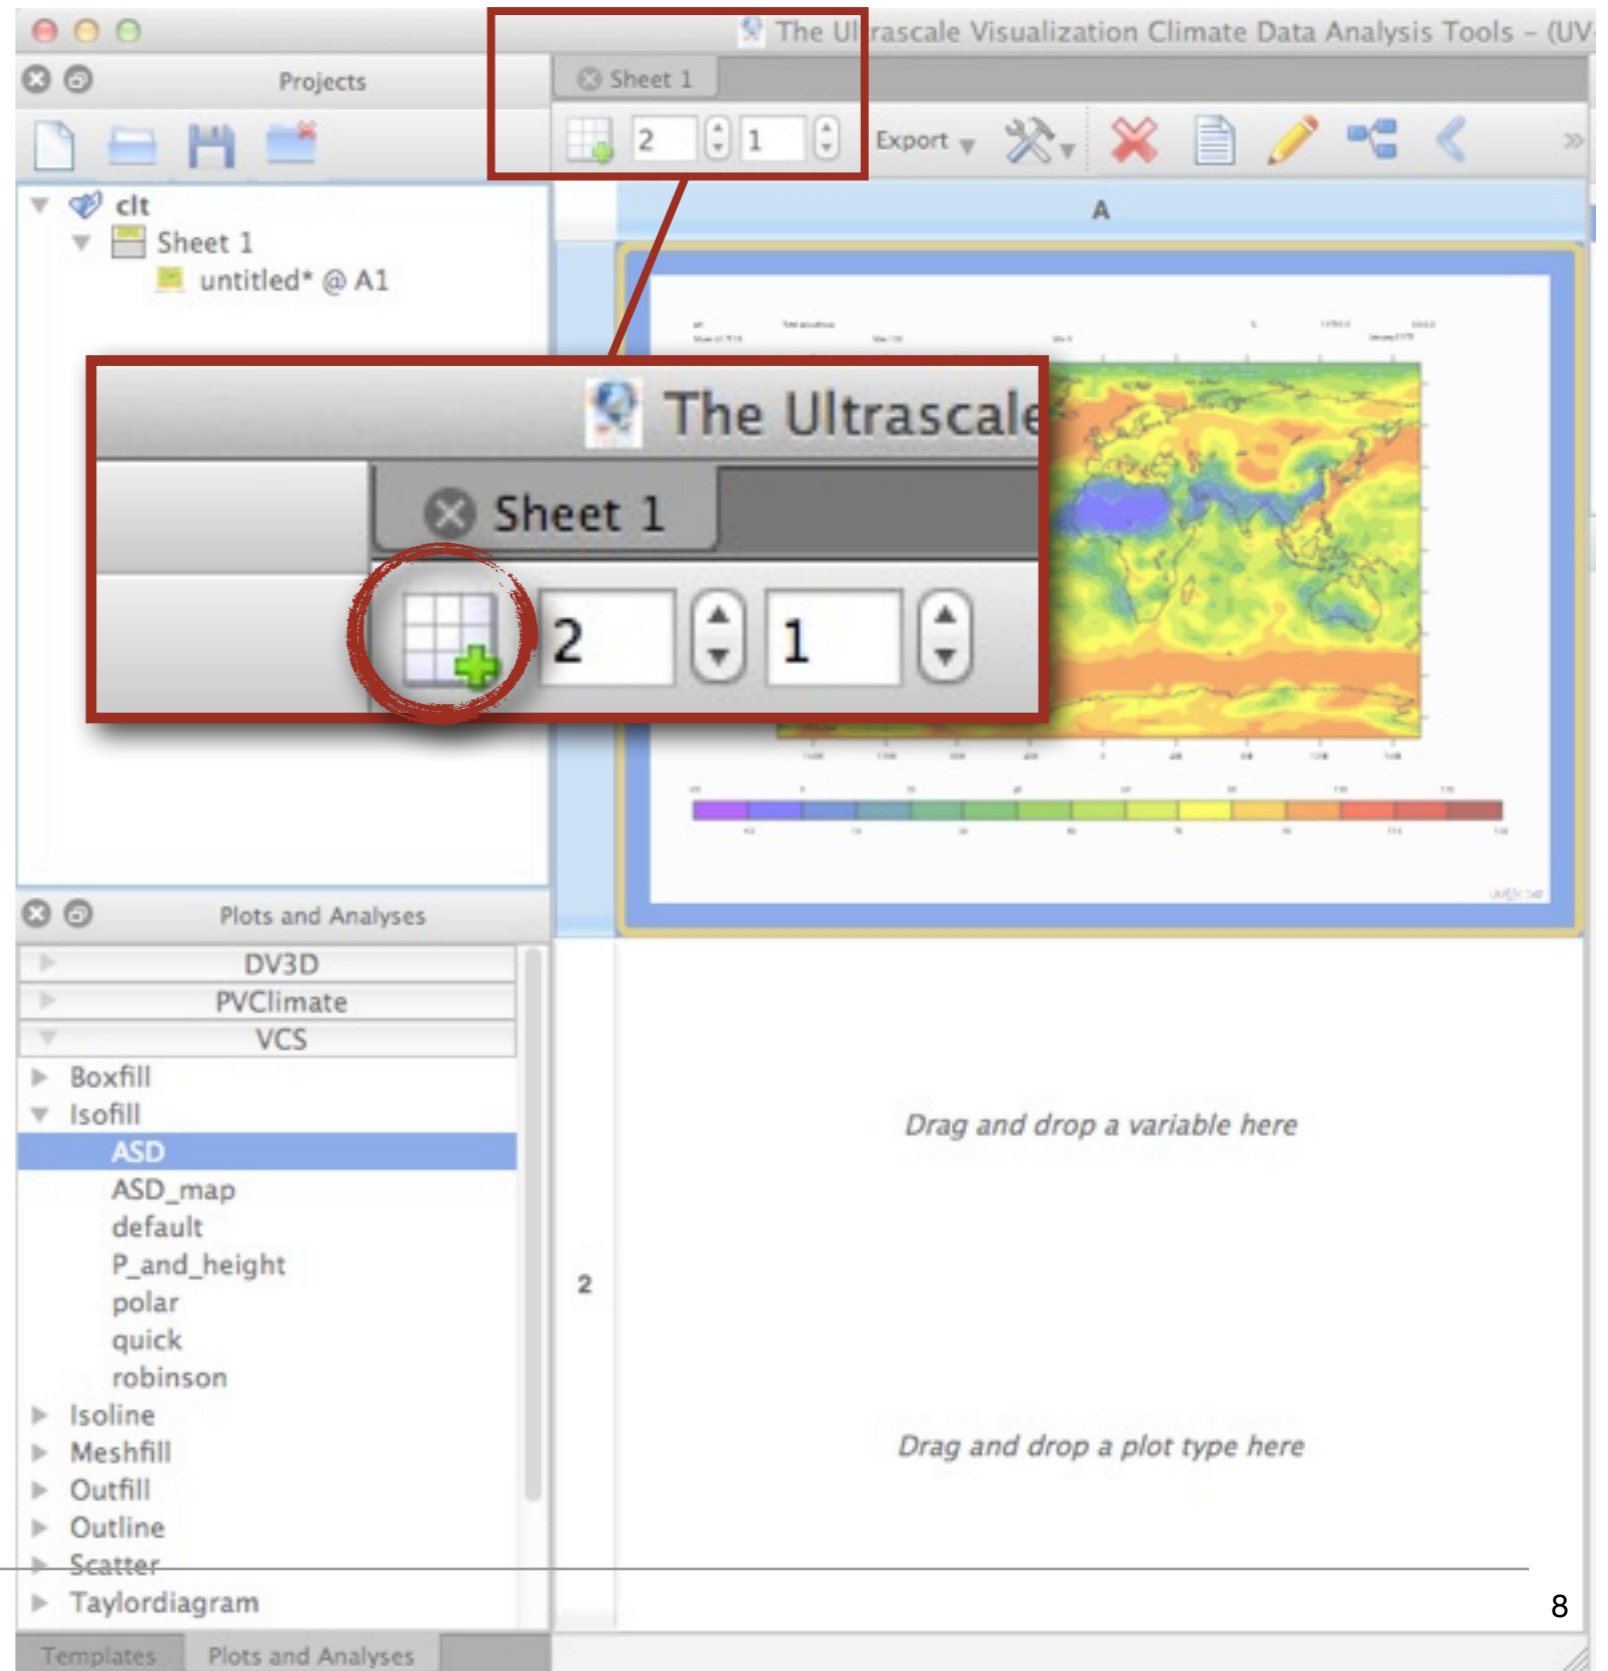 The Ultrascale Visualization Climate Data Analysis Tools – (UV-
Projects
Sheet 1
2
1
Export
clt
Sheet 1
untitled* @ A1
A
The Ultrascale
Sheet 1
2
1
Plots and Analyses
DV3D
PVClimate
VCS
Boxfill
Isofill
ASD
ASD_map
default
P_and_height
polar
quick
robinson
Isoline
Meshfill
Outfill
Outline
Scatter
Taylordiagram
Templates
Plots and Analyses
2
Drag and drop a variable here
Drag and drop a plot type here
8